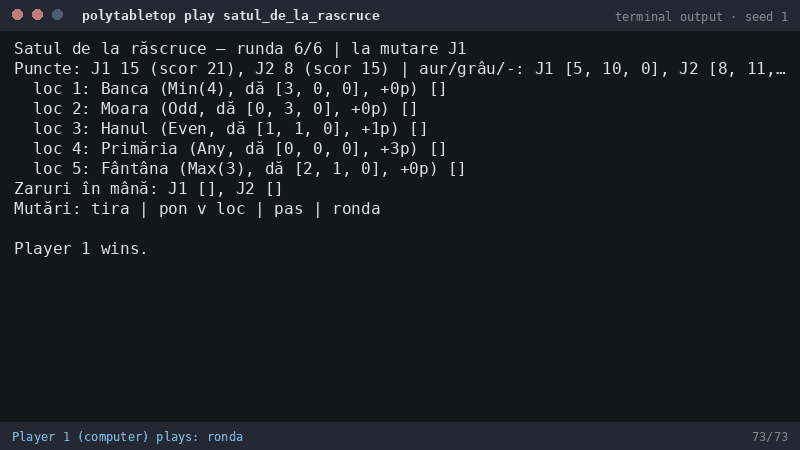 polytabletop play satul_de_la_rascruce
terminal output · seed 1
Satul de la răscruce — runda 6/6 | la mutare J1
Puncte: J1 15 (scor 21), J2 8 (scor 15) | aur/grâu/-: J1 [5, 10, 0], J2 [8, 11,…
loc 1: Banca (Min(4), dă [3, 0, 0], +0p) []
loc 2: Moara (Odd, dă [0, 3, 0], +0p) []
loc 3: Hanul (Even, dă [1, 1, 0], +1p) []
loc 4: Primăria (Any, dă [0, 0, 0], +3p) []
loc 5: Fântâna (Max(3), dă [2, 1, 0], +0p) []
Zaruri în mână: J1 [], J2 []
Mutări: tira | pon v loc | pas | ronda
Player 1 wins.
Player 1 (computer) plays: ronda
73/73